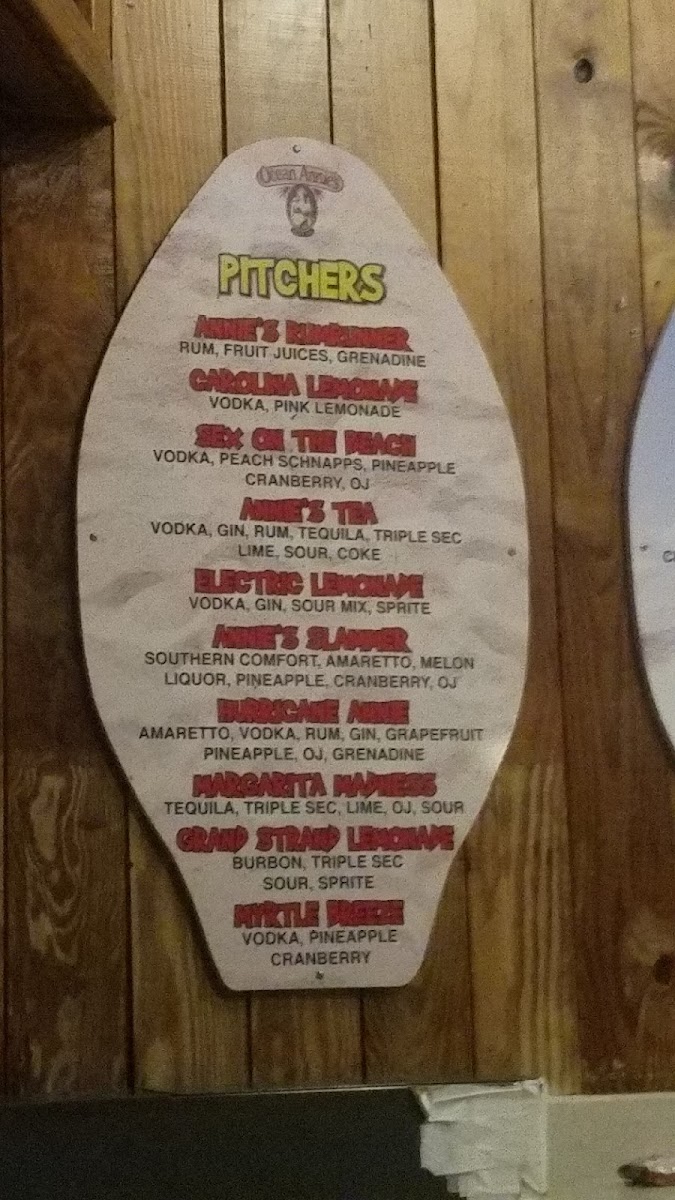 Ocean Annie's
PITCHERS
ANNIE'S RUMRUNNER
RUM, FRUIT JUICES, GRENADINE
CAROLINA LEMONADE
VODKA, PINK LEMONADE
SEX ON THE BEACH
VODKA, PEACH SCHNAPPS, PINEAPPLE
CRANBERRY, OJ
ANNIE'S TEA
VODKA, GIN, RUM, TEQUILA, TRIPLE SEC
LIME, SOUR, COKE
ELECTRIC LEMONADE
VODKA, GIN, SOUR MIX, SPRITE
ANNIE'S SLAMMER
SOUTHERN COMFORT, AMARETTO, MELON
LIQUOR, PINEAPPLE, CRANBERRY, OJ
HURRICANE ANNIE
AMARETTO, VODKA, RUM, GIN, GRAPEFRUIT
PINEAPPLE, OJ, GRENADINE
MARGARITA MADNESS
TEQUILA, TRIPLE SEC, LIME, OJ, SOUR
GRAND STRAND LEMONADE
BURBON, TRIPLE SEC
SOUR, SPRITE
MYRTLE BREEZE
VODKA, PINEAPPLE
CRANBERRY